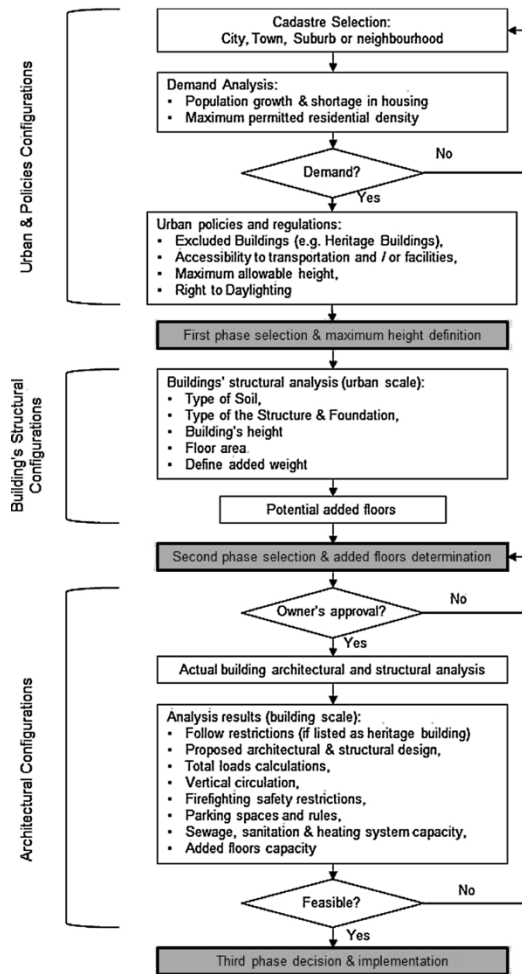 Urban & Policies Configurations
Cadastre Selection:
City, Town, Suburb or neighbourhood
Demand Analysis:
▪ Population growth & shortage in housing
▪ Maximum permitted residential density
Demand?
No
Yes
Urban policies and regulations:
▪ Excluded Buildings (e.g. Heritage Buildings),
▪ Accessibility to transportation and / or facilities,
▪ Maximum allowable height,
▪ Right to Daylighting
First phase selection & maximum height definition
Building's Structural
Configurations
Buildings' structural analysis (urban scale):
▪ Type of Soil,
▪ Type of the Structure & Foundation,
▪ Building's height
▪ Floor area
▪ Define added weight
Potential added floors
Second phase selection & added floors determination
Architectural Configurations
Owner's approval?
No
Yes
Actual building architectural and structural analysis
Analysis results (building scale):
▪ Follow restrictions (if listed as heritage building)
▪ Proposed architectural & structural design,
▪ Total loads calculations,
▪ Vertical circulation,
▪ Firefighting safety restrictions,
▪ Parking spaces and rules,
▪ Sewage, sanitation & heating system capacity,
▪ Added floors capacity
Feasible?
No
Yes
Third phase decision & implementation